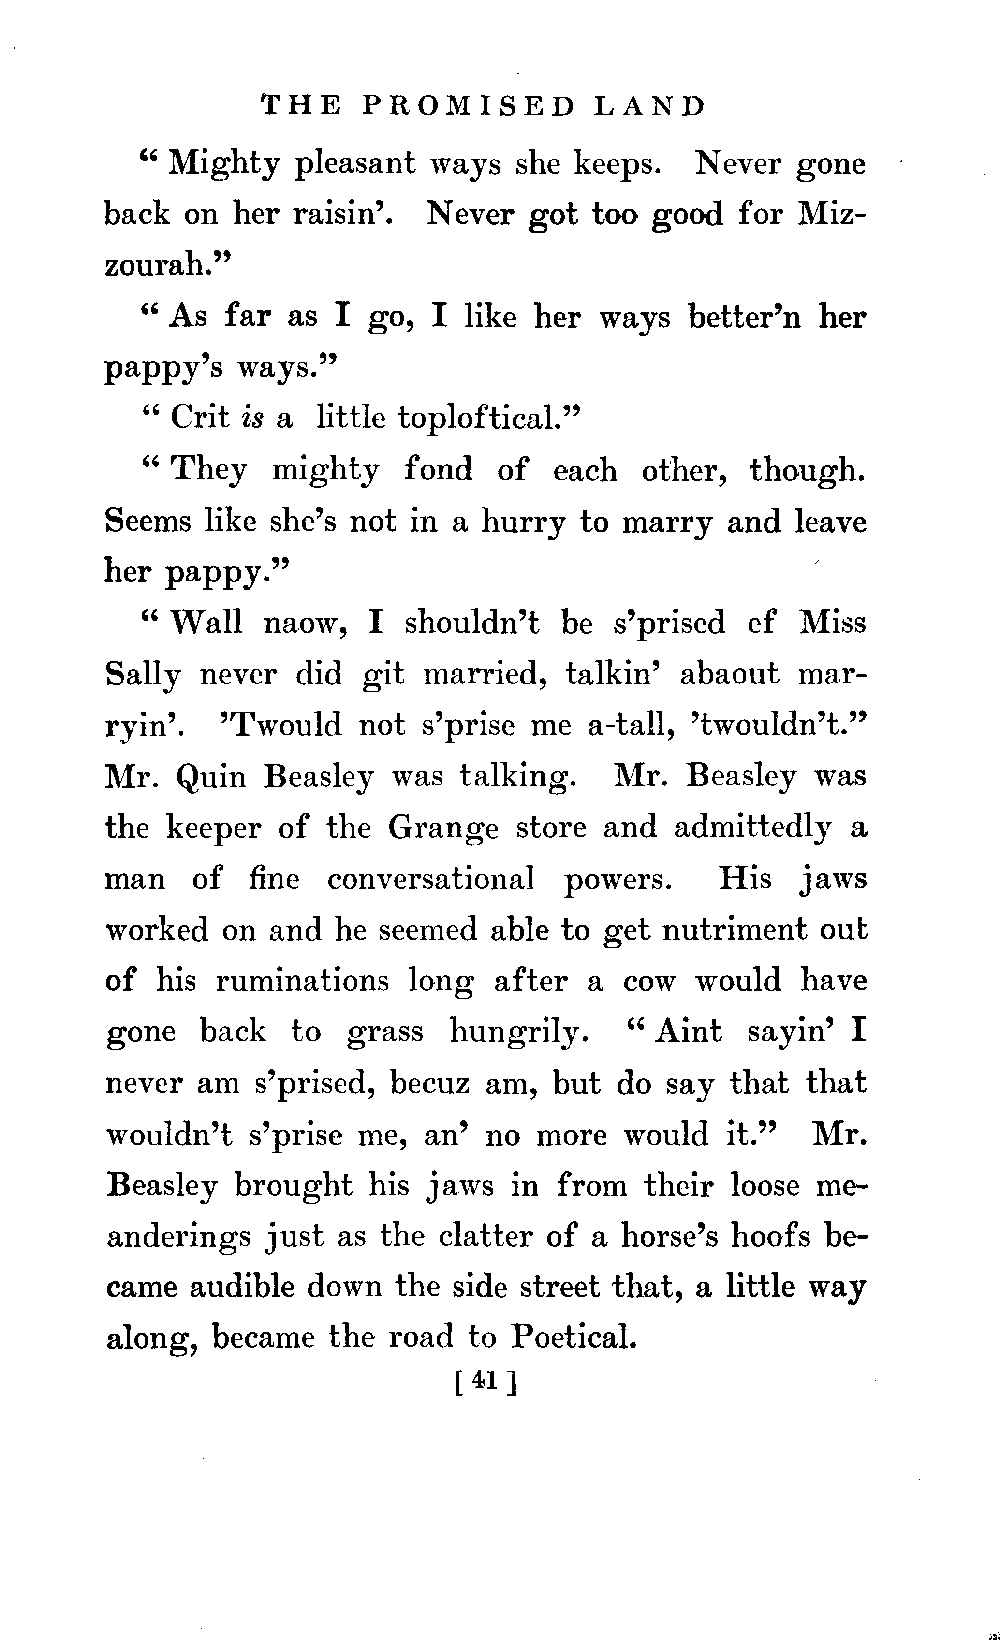 THE PROMISED LAND
“ Mighty pleasant ways she keeps. Never gone
back on her raisin’. Never got too good for Miz-
zourah.”
“ As far as I go, I like her ways better’n her
pappy’s ways.”
“ Crit is a little toploftical.”
“ They mighty fond of each other, though.
Seems like she’s not in a hurry to marry and leave
her pappy.”
“ Wall naow, I shouldn’t be s’prised ef Miss
Sally never did git married, talkin’ abaout mar-
ryin’. ’Twould not s’prise me a-tall, ’twouldn’t.”
Mr. Quin Beasley was talking. Mr. Beasley was
the keeper of the Grange store and admittedly a
man of fine conversational powers. His jaws
worked on and he seemed able to get nutriment out
of his ruminations long after a cow would have
gone back to grass hungrily. “ Aint sayin’ I
never am s’prised, becuz am, but do say that that
wouldn’t s’prise me, an’ no more would it.” Mr.
Beasley brought his jaws in from their loose me-
anderings just as the clatter of a horse’s hoofs be-
came audible down the side street that, a little way
along, became the road to Poetical.
[ 41 ]